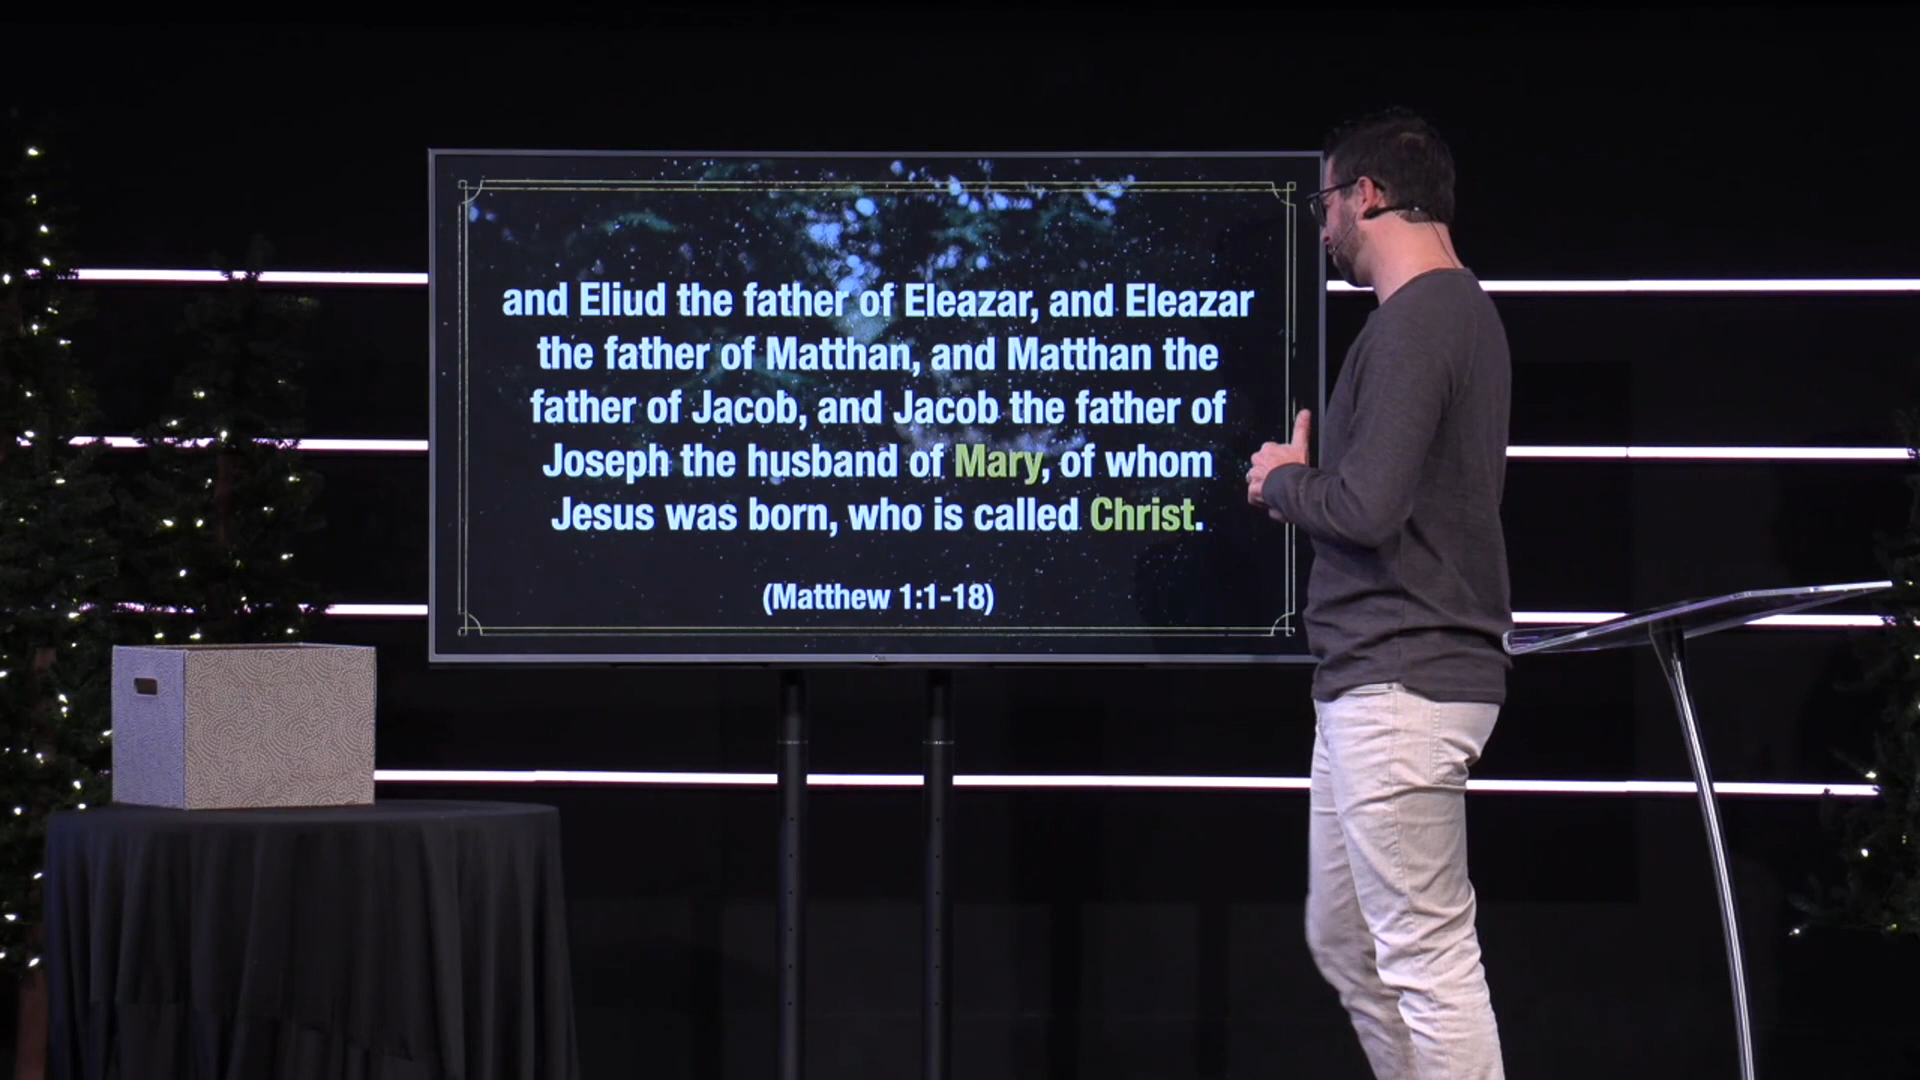 and Eliud the father of Eleazar, and Eleazar
the father of Matthan, and Matthan the
father of Jacob, and Jacob the father of
Joseph the husband of Mary, of whom
Jesus was born, who is called Christ.
(Matthew 1:1-18)